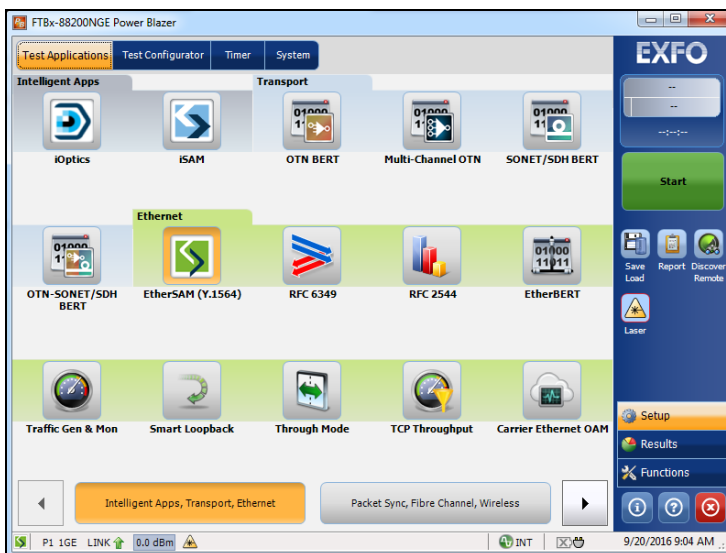 FTBx-88200NGE Power Blazer
Test Applications Test Configurator Timer System
EXFO
Intelligent Apps Transport
--
--
--:--:--
iOptics iSAM OTN BERT Multi-Channel OTN SONET/SDH BERT
Start
Ethernet
OTN-SONET/SDH
BERT
EtherSAM (Y.1564) RFC 6349 RFC 2544 EtherBERT
Save
Load
Report Discover
Remote
Laser
Traffic Gen & Mon Smart Loopback Through Mode TCP Throughput Carrier Ethernet OAM
Setup
Results
Functions
Intelligent Apps, Transport, Ethernet Packet Sync, Fibre Channel, Wireless
P1 1GE LINK 0.0 dBm INT 9/20/2016 9:04 AM